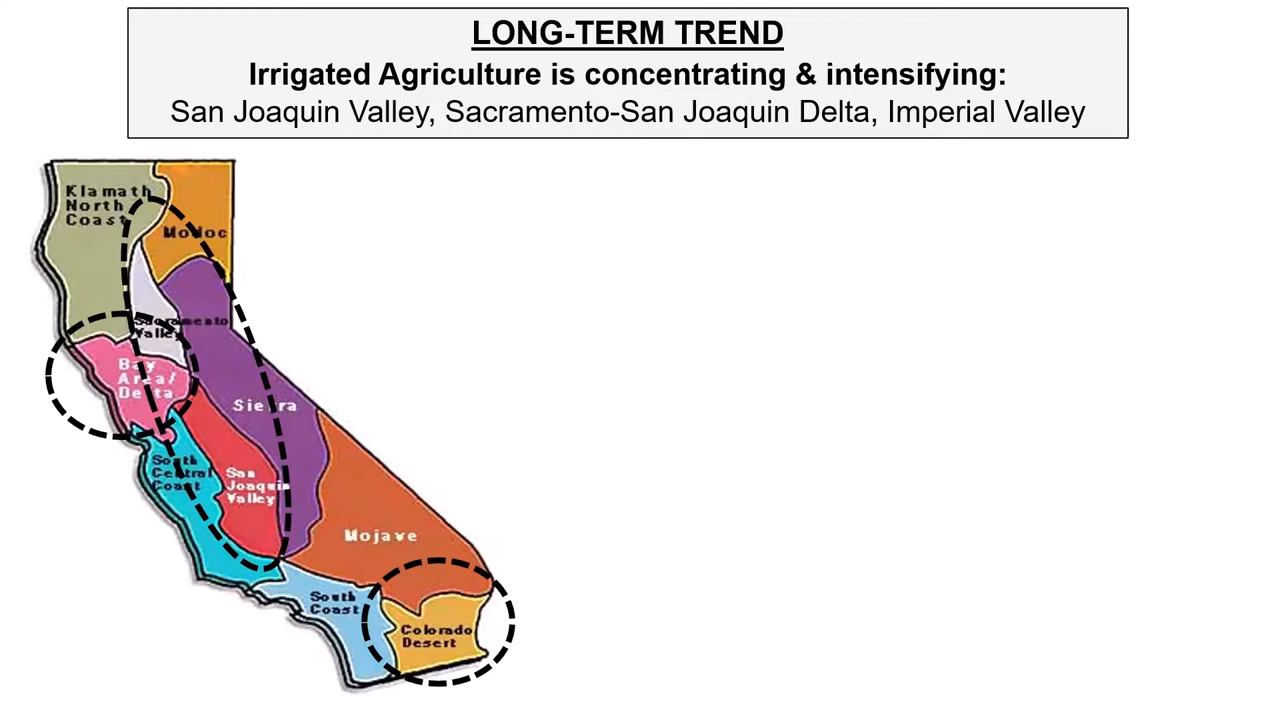 LONG-TERM TREND
Irrigated Agriculture is concentrating & intensifying:
San Joaquin Valley, Sacramento-San Joaquin Delta, Imperial Valley
Klamath
North
Coast
Modoc
Sacramento
Valley
Bay
Area/
Delta
Sierra
South
Central
Coast
San
Joaquin
Valley
Mojave
South
Coast
Colorado
Desert